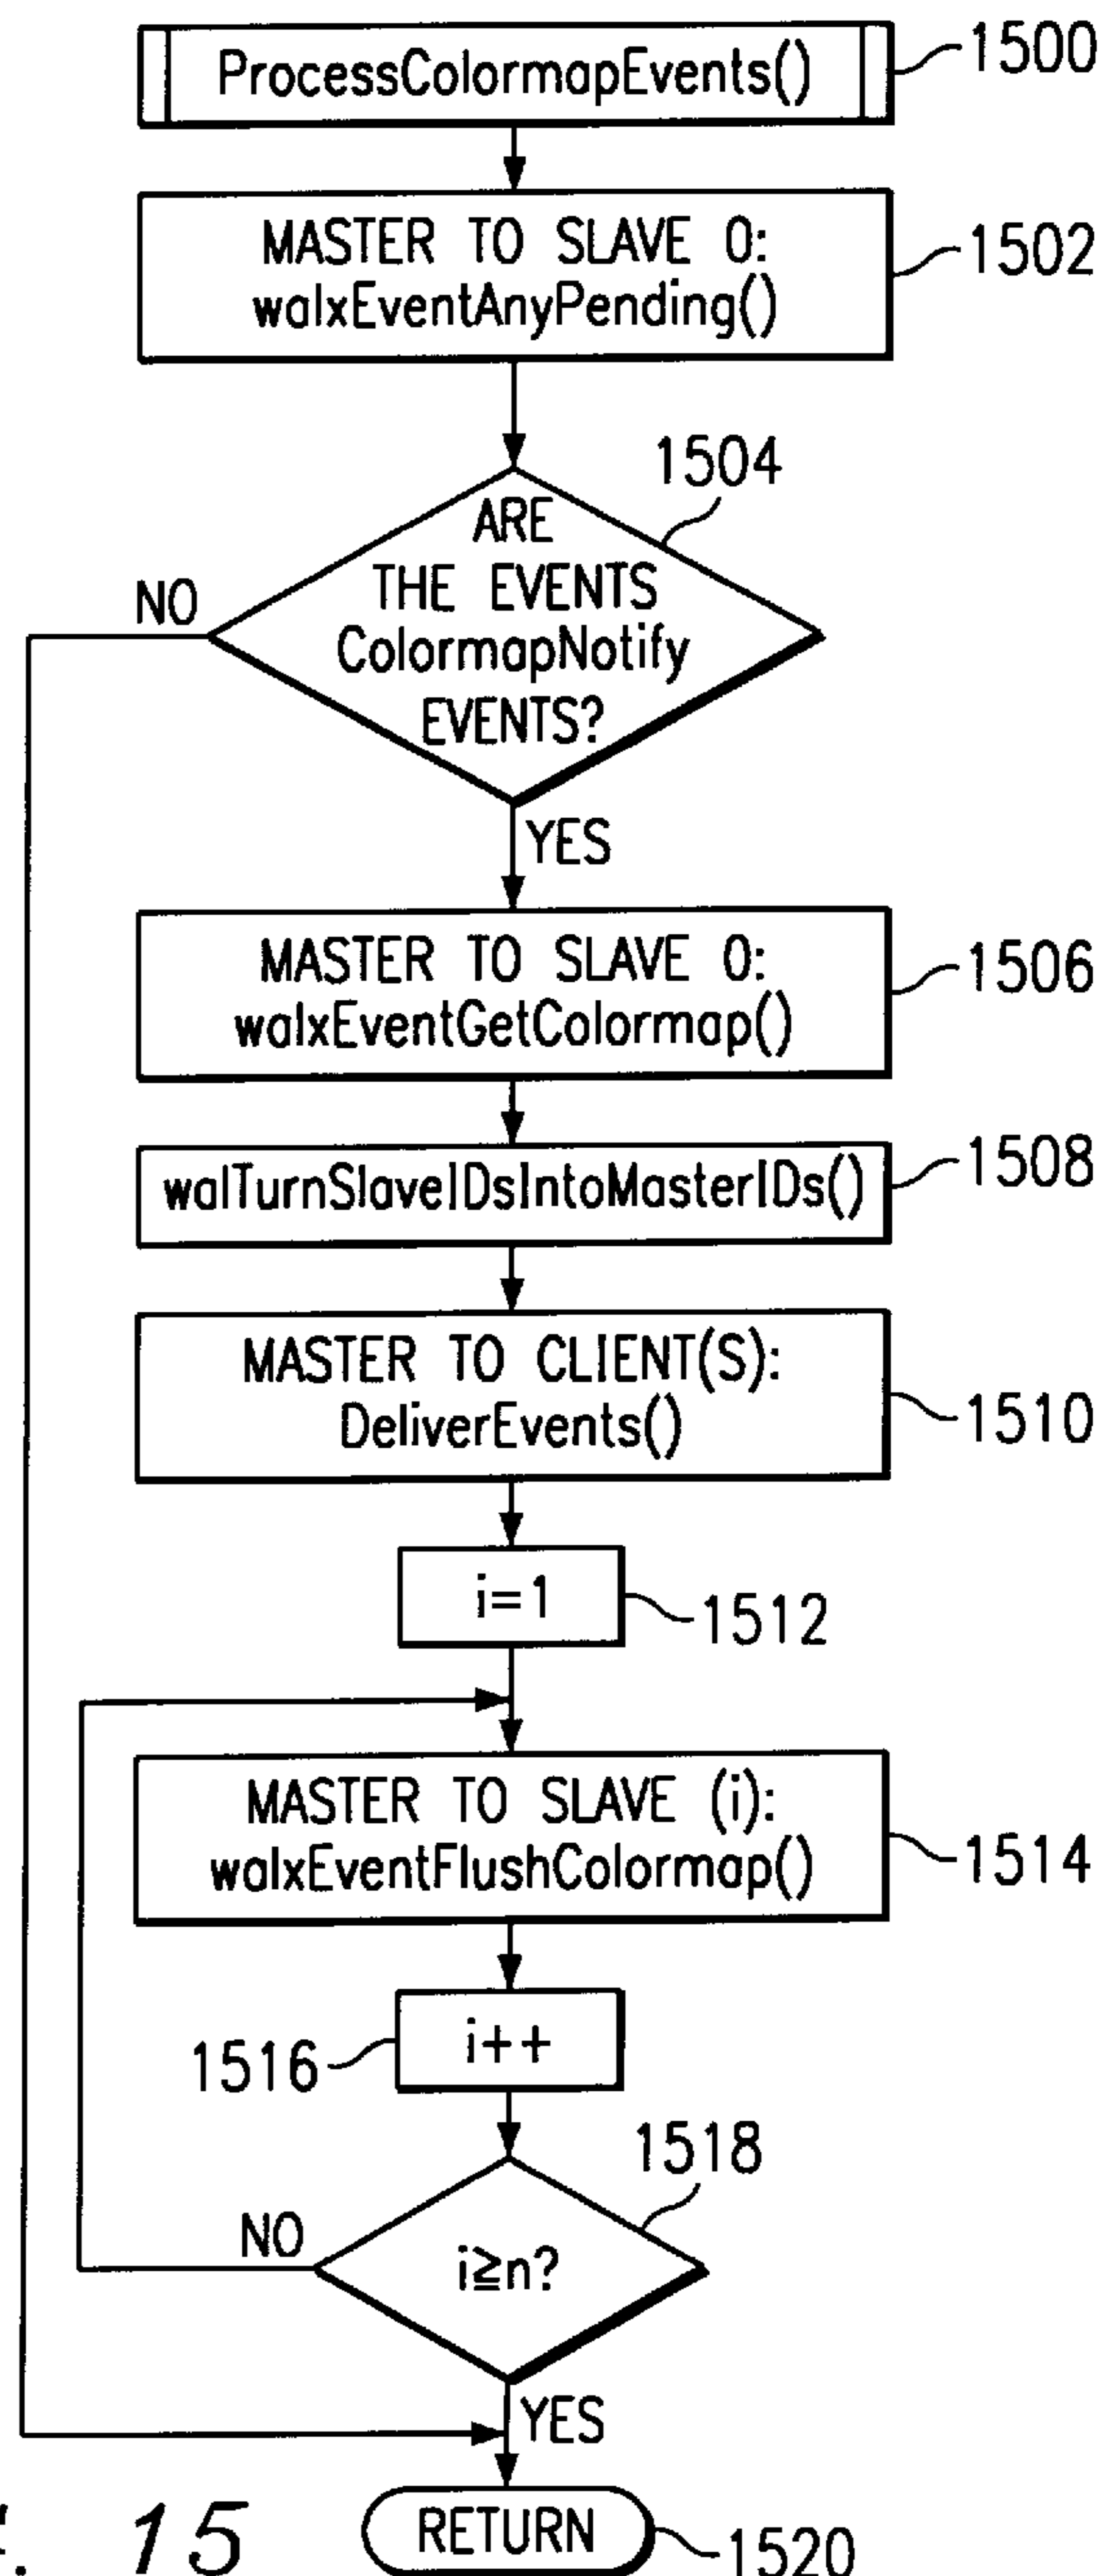 ProcessColormapEvents()
1500
MASTER TO SLAVE 0:
walxEventAnyPending()
1502
1504
ARE
THE EVENTS
ColormapNotify
EVENTS?
NO
YES
MASTER TO SLAVE 0:
walxEventGetColormap()
1506
walTurnSlaveIDsIntoMasterIDs()
1508
MASTER TO CLIENT(S):
DeliverEvents()
1510
i=1
1512
MASTER TO SLAVE (i):
walxEventFlushColormap()
1514
i++
1516
1518
i≧n?
NO
YES
RETURN
1520
15